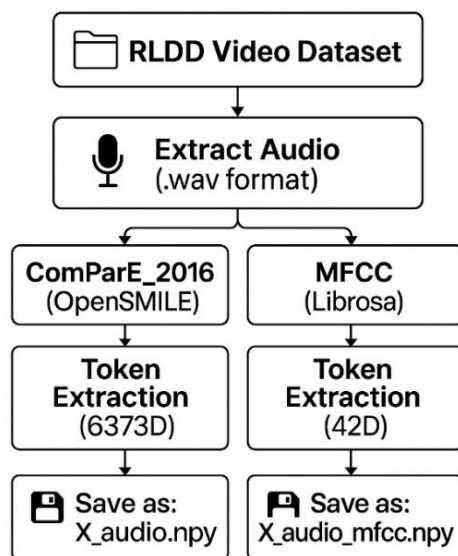 RLDD Video Dataset
Extract Audio
(.wav format)
ComParE_2016
(OpenSMILE)
MFCC
(Librosa)
Token
Extraction
(6373D)
Token
Extraction
(42D)
Save as:
X_audio.npy
Save as:
X_audio_mfcc.npy